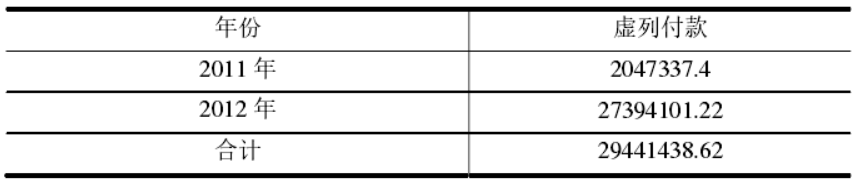 年份 虚列付款
2011 年 2047337.4
2012 年 27394101.22
合计 29441438.62